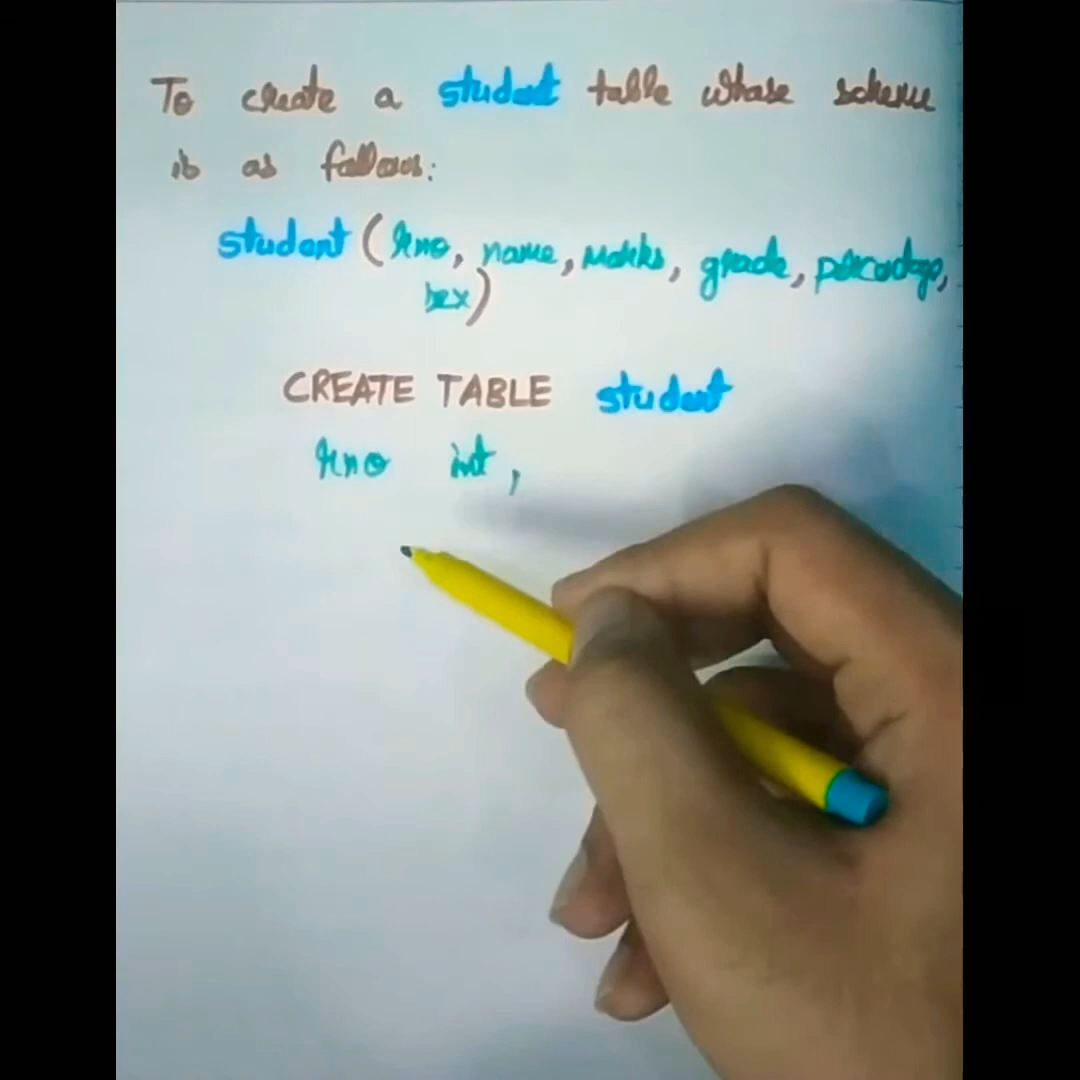 To create a student table whose scheme
is as follows:
student (rno, name, marks, grade, percentage,
sex)
CREATE TABLE student
rno int ,